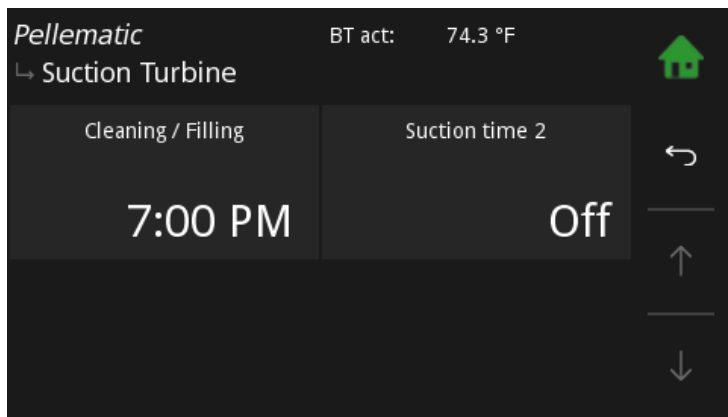 Pellematic BT act: 74.3 °F
↳ Suction Turbine
Cleaning / Filling Suction time 2
7:00 PM Off